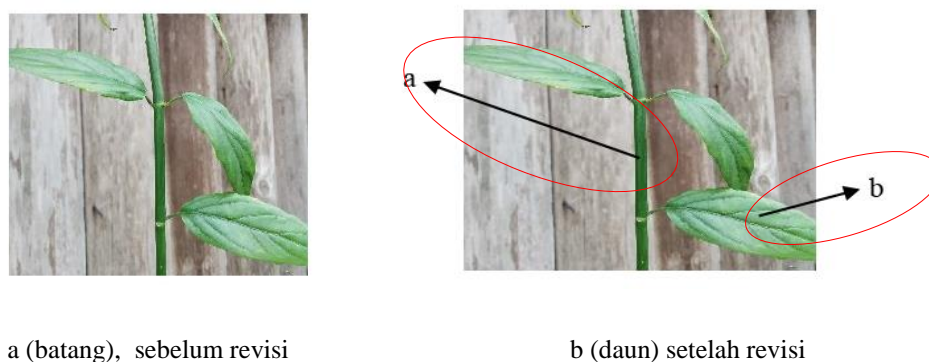 a
b
a (batang), sebelum revisi
b (daun) setelah revisi